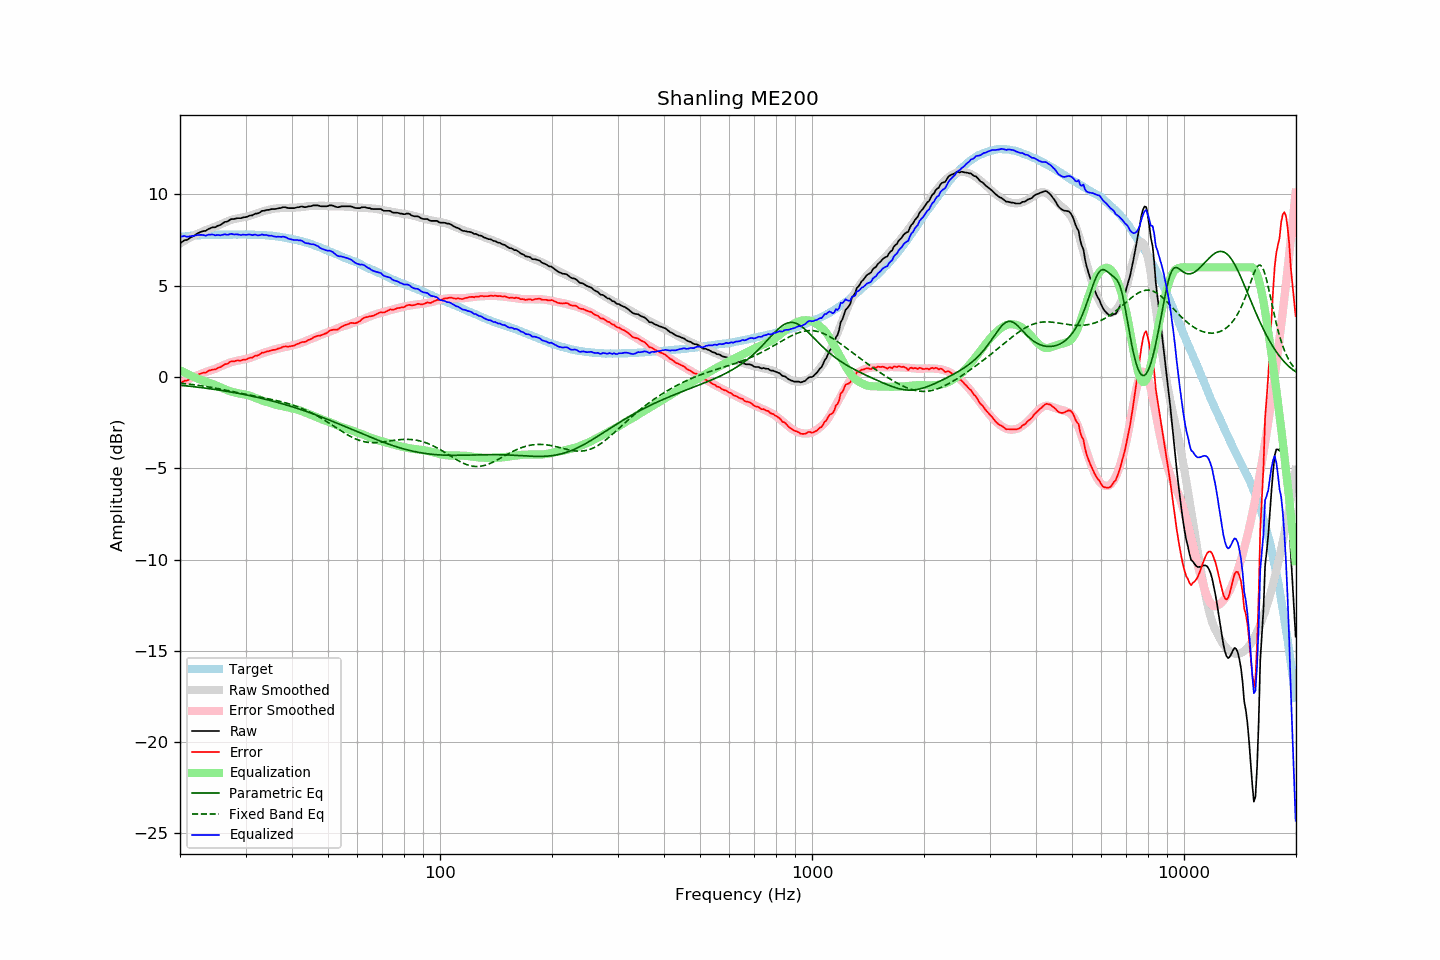 Shanling ME200
Amplitude (dBr)
10
5
0
−5
−10
−15
−20
−25
Target
Raw Smoothed
Error Smoothed
Raw
Error
Equalization
Parametric Eq
Fixed Band Eq
Equalized
100
1000
10000
Frequency (Hz)